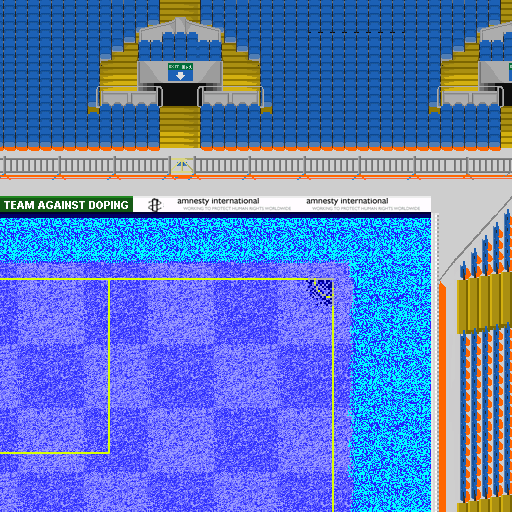 EXIT
TEAM AGAINST DOPING
amnesty international
WORKING TO PROTECT HUMAN RIGHTS WORLDWIDE
amnesty international
WORKING TO PROTECT HUMAN RIGHTS WORLDWIDE